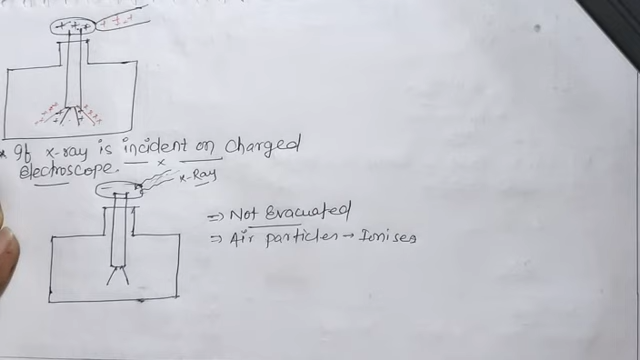 * If x-ray is incident on charged
Electroscope.
x-Ray
⇒ Not Evacuated
⇒ Air particles → Ionises